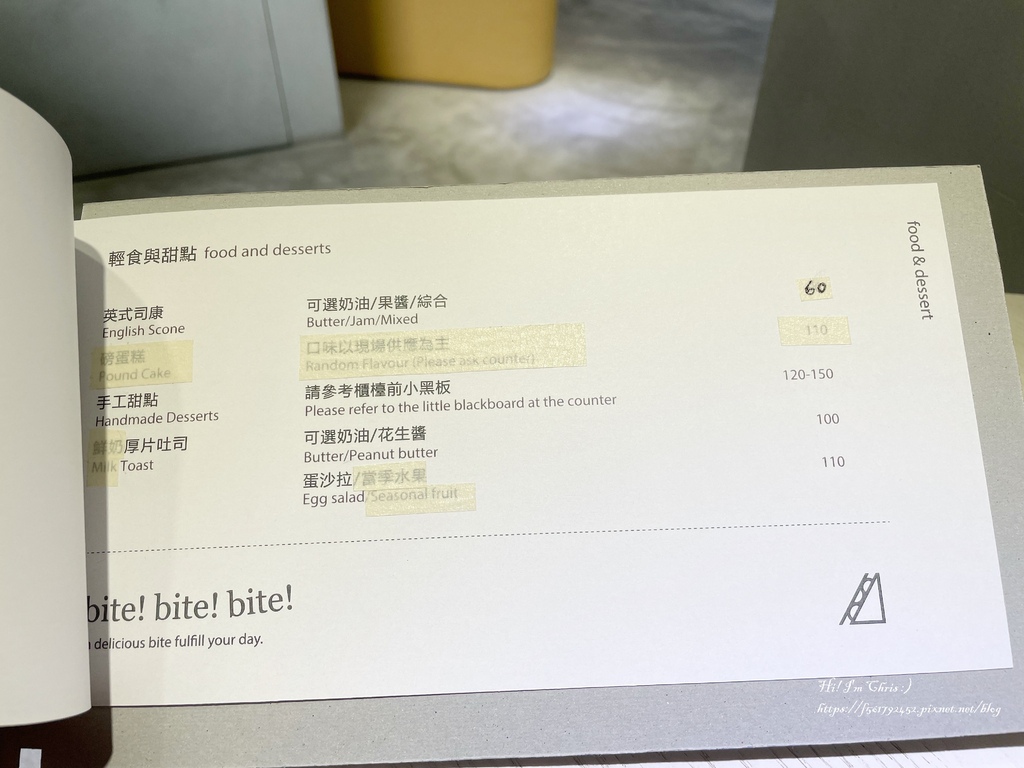 輕食與甜點 food and desserts
food & dessert
英式司康 可選奶油/果醬/綜合 60
English Scone Butter/Jam/Mixed
磅蛋糕 口味以現場供應為主 110
Pound Cake Random Flavour (Please ask counter)
手工甜點 請參考櫃檯前小黑板 120-150
Handmade Desserts Please refer to the little blackboard at the counter
鮮奶厚片吐司 可選奶油/花生醬 100
Milk Toast Butter/Peanut butter
蛋沙拉/當季水果 110
Egg salad/Seasonal fruit
bite! bite! bite!
delicious bite fulfill your day.
Hi! I'm Chris :)
https://f561792452.pixnet.net/blog